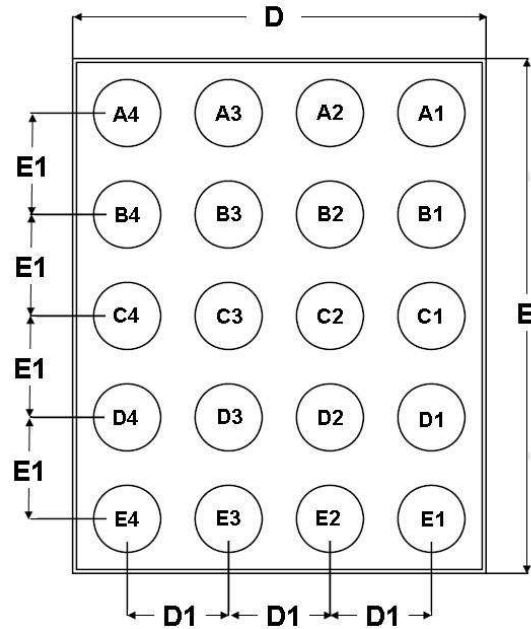 D
A4 A3 A2 A1
E1
B4 B3 B2 B1
E1
C4 C3 C2 C1
E
E1
D4 D3 D2 D1
E1
E4 E3 E2 E1
D1 D1 D1